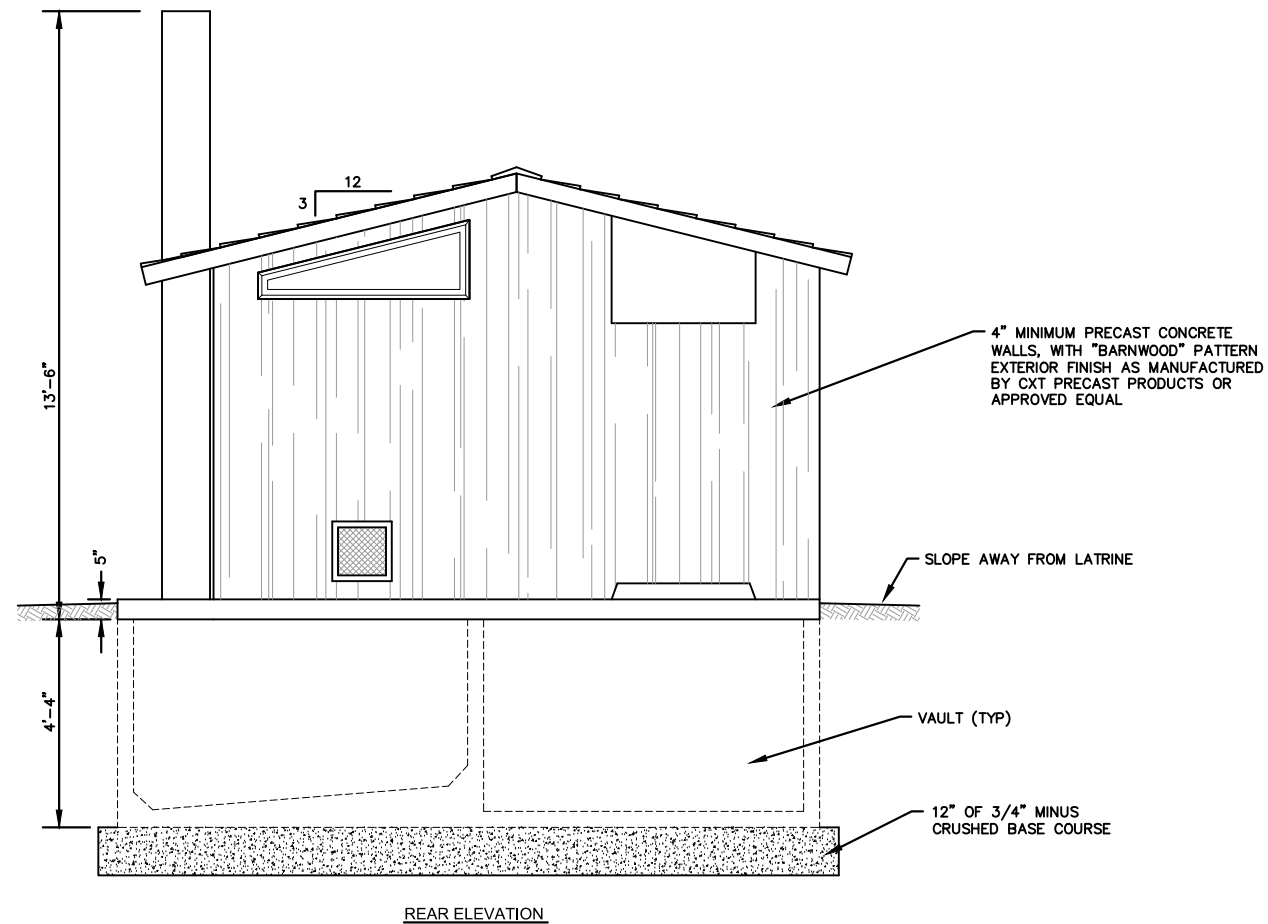 12
3
13'-6"
4" MINIMUM PRECAST CONCRETE
WALLS, WITH "BARNWOOD" PATTERN
EXTERIOR FINISH AS MANUFACTURED
BY CXT PRECAST PRODUCTS OR
APPROVED EQUAL
5"
SLOPE AWAY FROM LATRINE
4'-4"
VAULT (TYP)
12" OF 3/4" MINUS
CRUSHED BASE COURSE
REAR ELEVATION